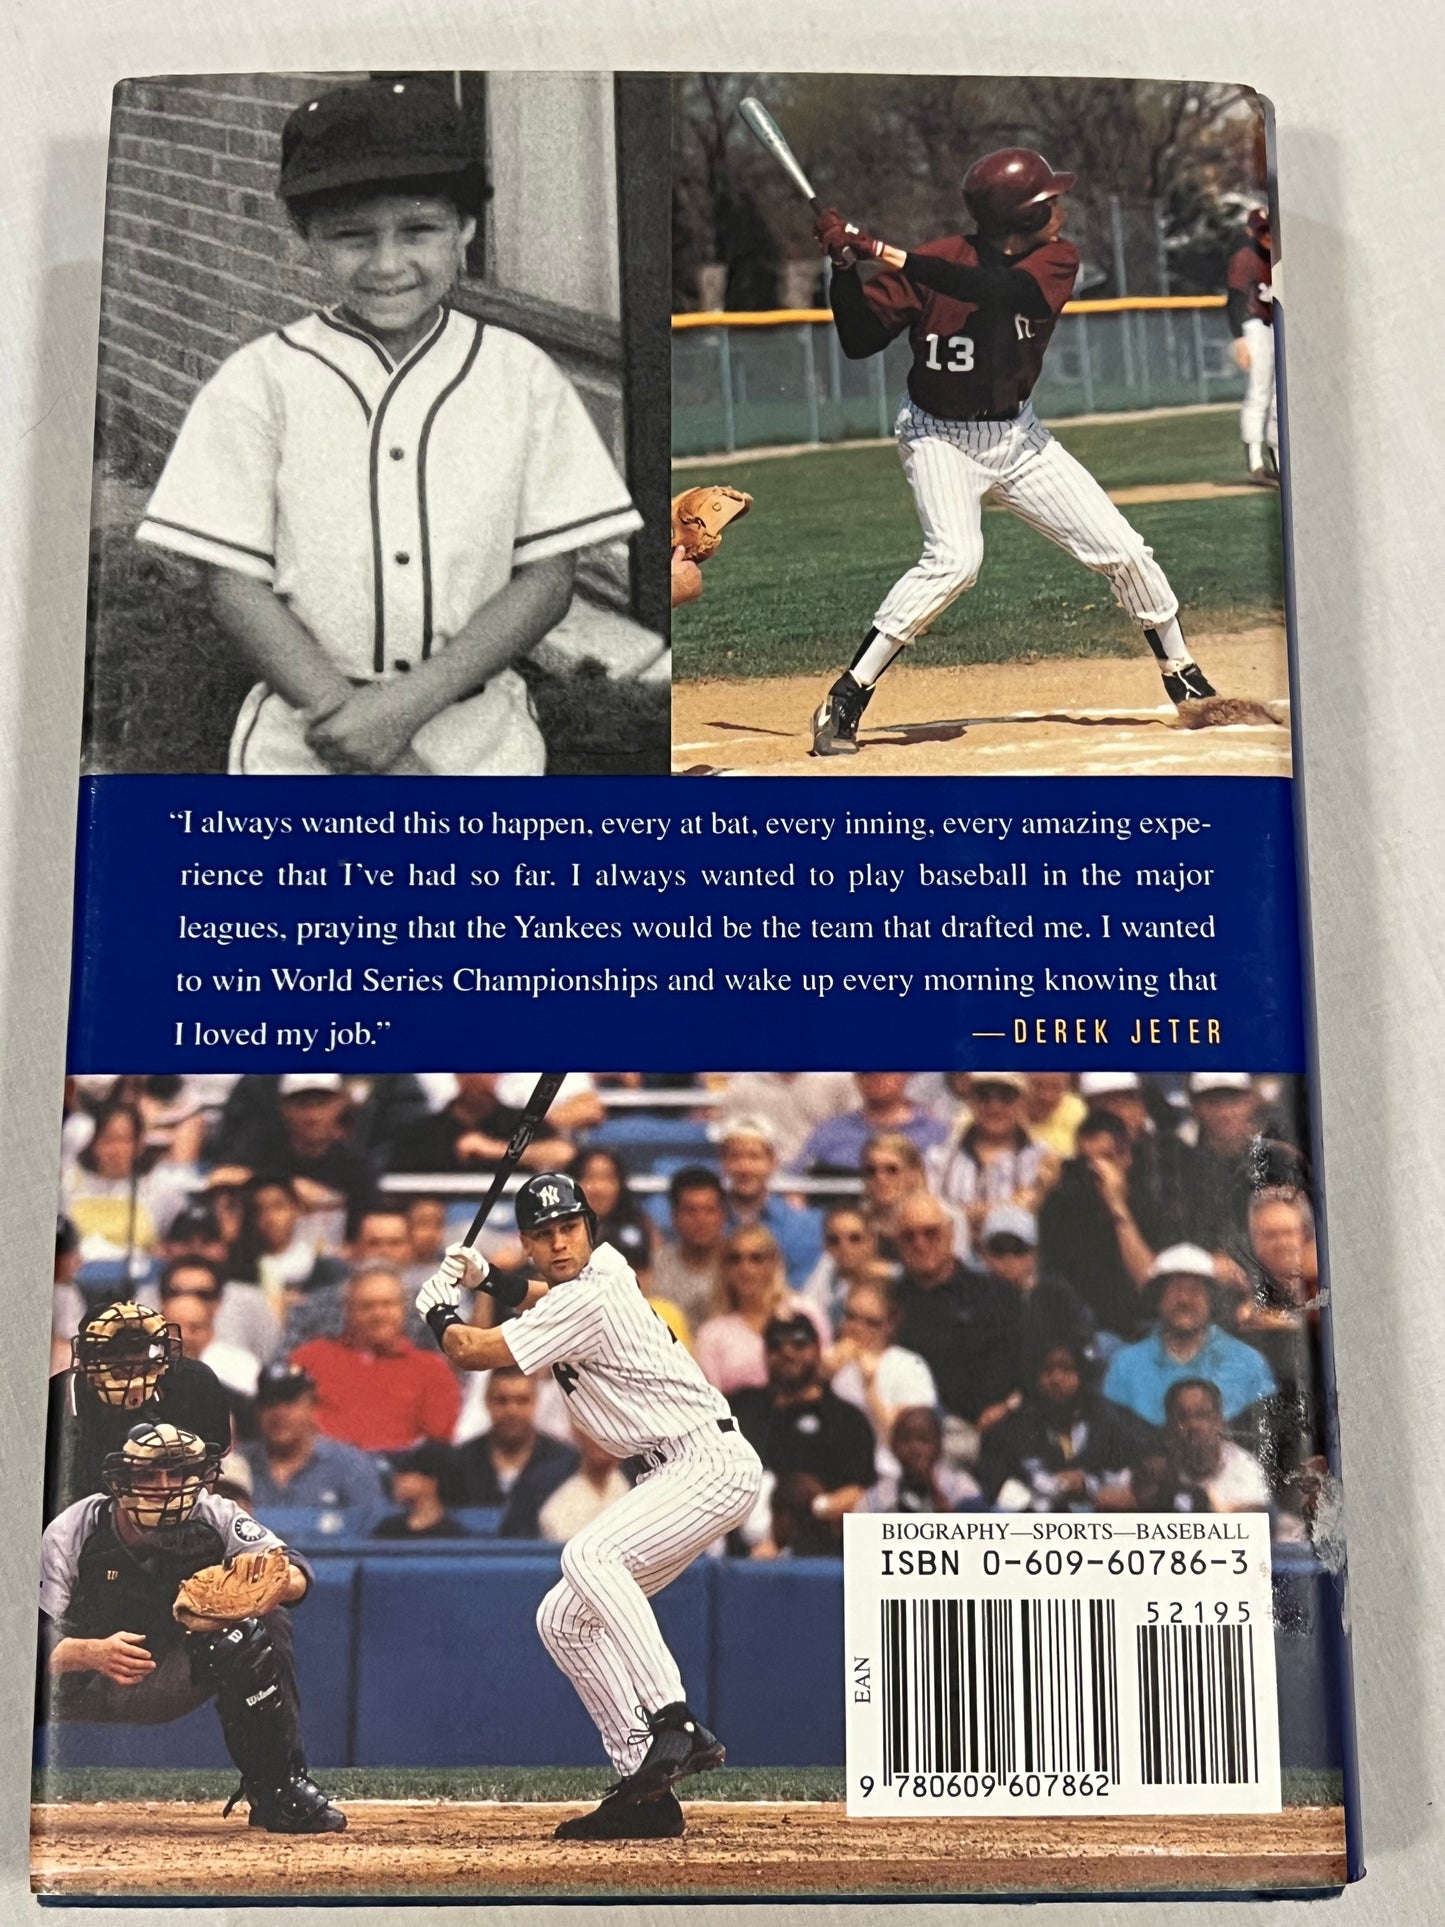 13
“I always wanted this to happen, every at bat, every inning, every amazing expe-
rience that I’ve had so far. I always wanted to play baseball in the major
leagues, praying that the Yankees would be the team that drafted me. I wanted
to win World Series Championships and wake up every morning knowing that
I loved my job.”
—DEREK JETER
NY
Wilson
BIOGRAPHY—SPORTS—BASEBALL
ISBN 0-609-60786-3
52195
EAN
9 780609 607862